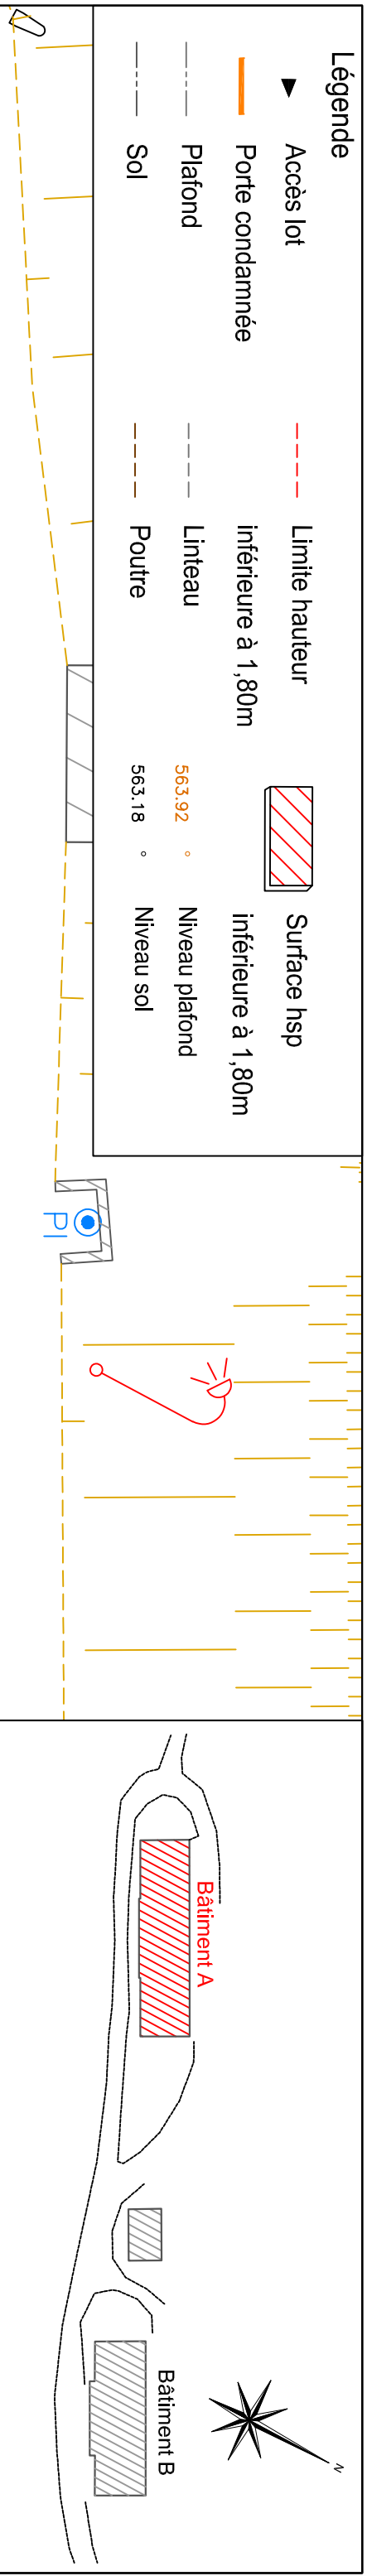 Légende
Accès lot
Porte condamnée
Plafond
Sol
Limite hauteur
inférieure à 1,80m
Linteau
Poutre
Surface hsp
inférieure à 1,80m
563.92 Niveau plafond
563.18 Niveau sol
PI
Bâtiment A
Bâtiment B
N